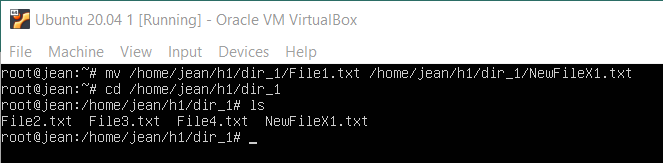 Ubuntu 20.04 1 [Running] - Oracle VM VirtualBox
File Machine View Input Devices Help
root@jean:~# mv /home/jean/h1/dir_1/File1.txt /home/jean/h1/dir_1/NewFileX1.txt
root@jean:~# cd /home/jean/h1/dir_1
root@jean:/home/jean/h1/dir_1# ls
File2.txt  File3.txt  File4.txt  NewFileX1.txt
root@jean:/home/jean/h1/dir_1# _